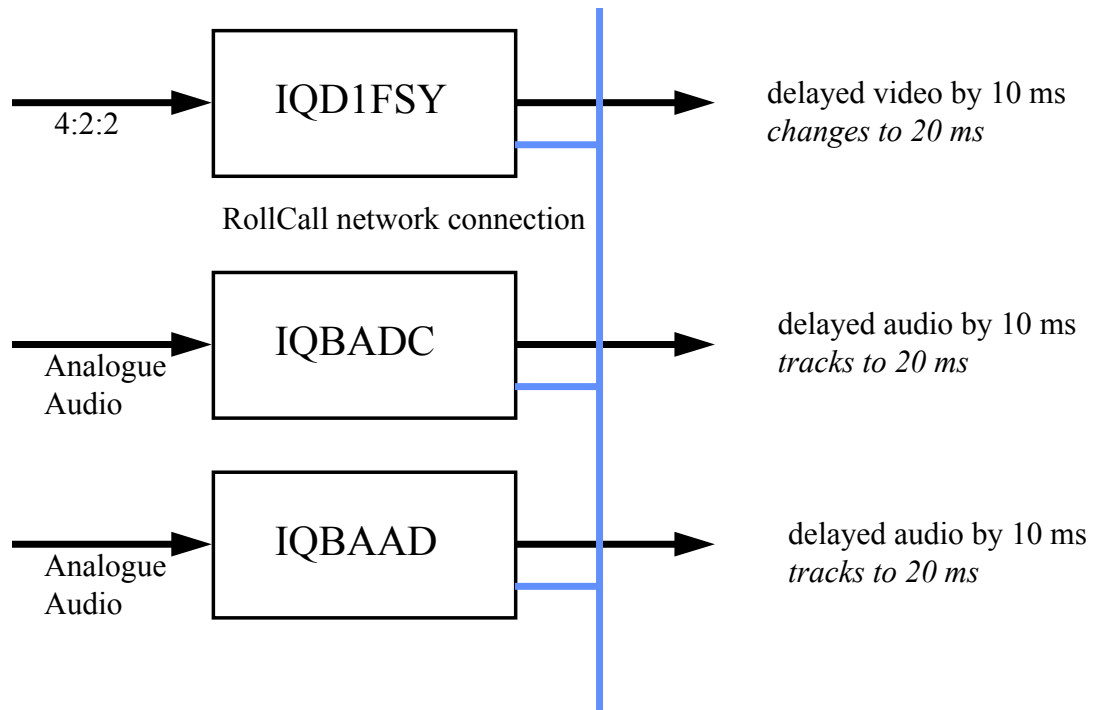 IQD1FSY
4:2:2
delayed video by 10 ms
changes to 20 ms
RollCall network connection
IQBADC
Analogue
Audio
delayed audio by 10 ms
tracks to 20 ms
IQBAAD
Analogue
Audio
delayed audio by 10 ms
tracks to 20 ms